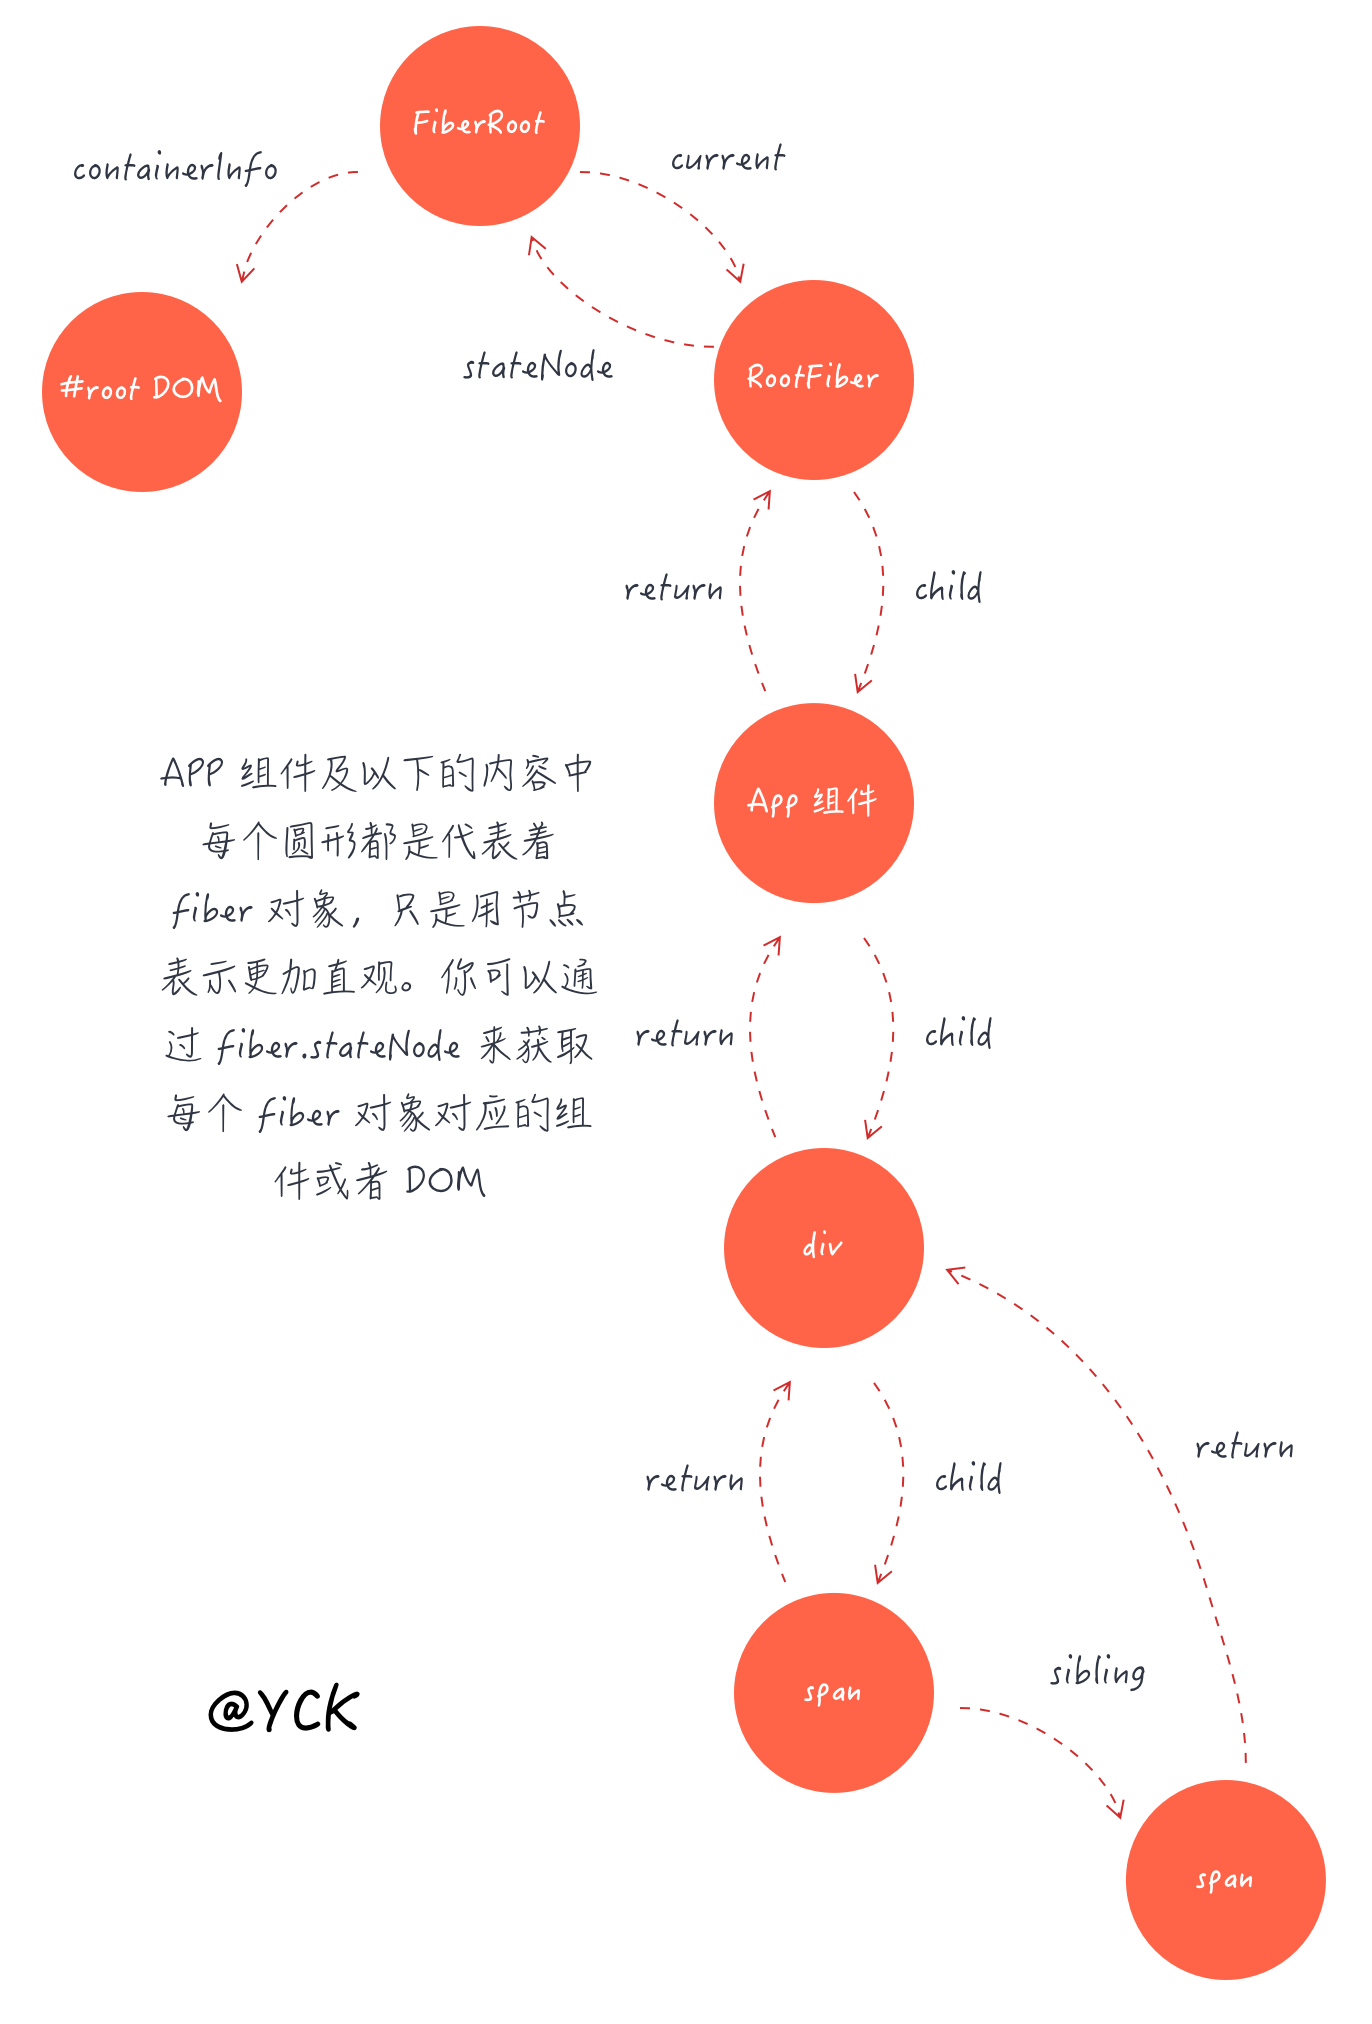 FiberRoot
containerInfo
current
#root DOM
stateNode
RootFiber
return
child
App 组件
APP 组件及以下的内容中
每个圆形都是代表着
fiber 对象，只是用节点
表示更加直观。你可以通
过 fiber.stateNode 来获取
每个 fiber 对象对应的组
件或者 DOM
return
child
div
return
child
return
span
sibling
span
@YCK